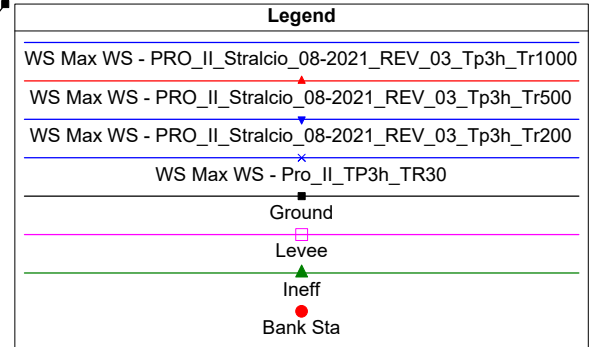 Legend
WS Max WS - PRO_II_Stralcio_08-2021_REV_03_Tp3h_Tr1000
WS Max WS - PRO_II_Stralcio_08-2021_REV_03_Tp3h_Tr500
WS Max WS - PRO_II_Stralcio_08-2021_REV_03_Tp3h_Tr200
WS Max WS - Pro_II_TP3h_TR30
Ground
Levee
Ineff
Bank Sta